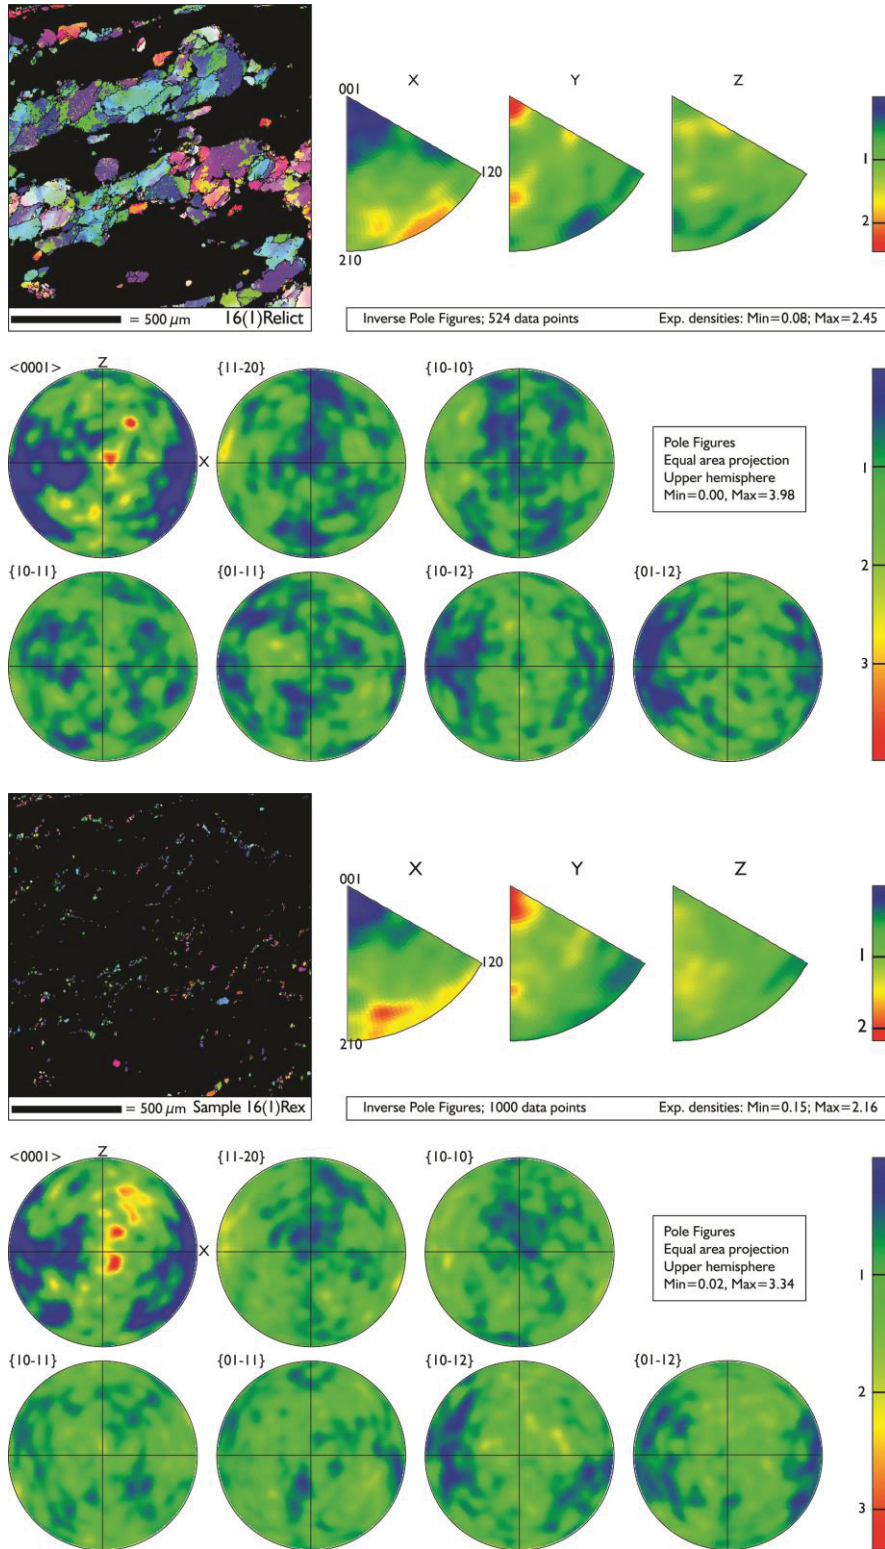 X Y Z
001
120
210
1
2
= 500 µm 16(1)Relict
Inverse Pole Figures; 524 data points Exp. densities: Min=0.08; Max=2.45
<0001> Z {11-20} {10-10}
X
Pole Figures
Equal area projection
Upper hemisphere
Min=0.00, Max=3.98
1
2
3
{10-11} {01-11} {10-12} {01-12}
X Y Z
001
120
210
1
2
= 500 µm Sample 16(1)Rex
Inverse Pole Figures; 1000 data points Exp. densities: Min=0.15; Max=2.16
<0001> Z {11-20} {10-10}
X
Pole Figures
Equal area projection
Upper hemisphere
Min=0.02, Max=3.34
1
2
3
{10-11} {01-11} {10-12} {01-12}